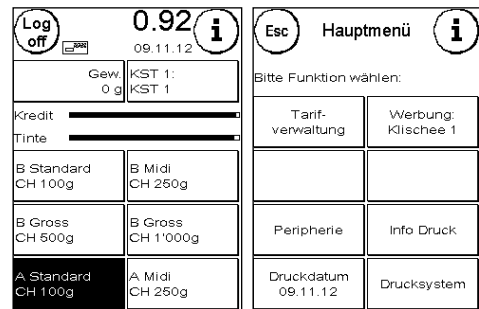 Log off
0.92
i
09.11.12
Gew.
0 g
KST 1:
KST 1
Kredit
Tinte
B Standard
CH 100g
B Midi
CH 250g
B Gross
CH 500g
B Gross
CH 1'000g
A Standard
CH 100g
A Midi
CH 250g
Esc
Hauptmenü
i
Bitte Funktion wählen:
Tarif-
verwaltung
Werbung:
Klischee 1
Peripherie
Info Druck
Druckdatum
09.11.12
Drucksystem